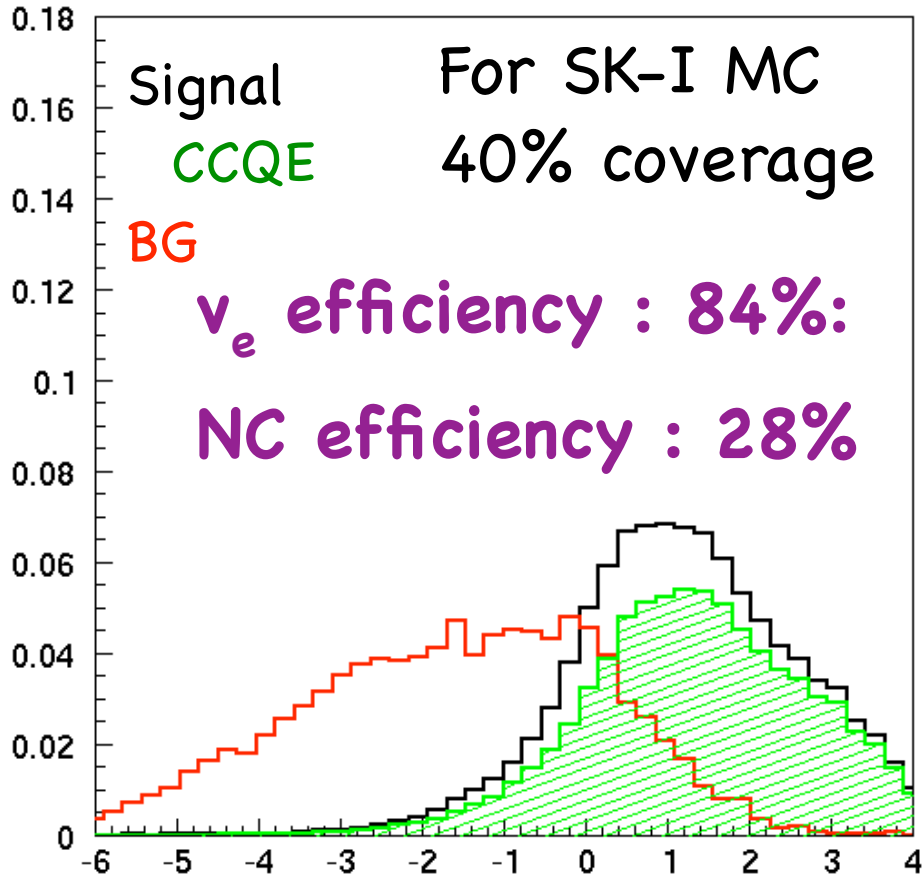 0.18
Signal
For SK-I MC
0.16
CCQE
40% coverage
0.14
BG
0.12
νe efficiency : 84%:
0.1
NC efficiency : 28%
0.08
0.06
0.04
0.02
0
-6 -5 -4 -3 -2 -1 0 1 2 3 4